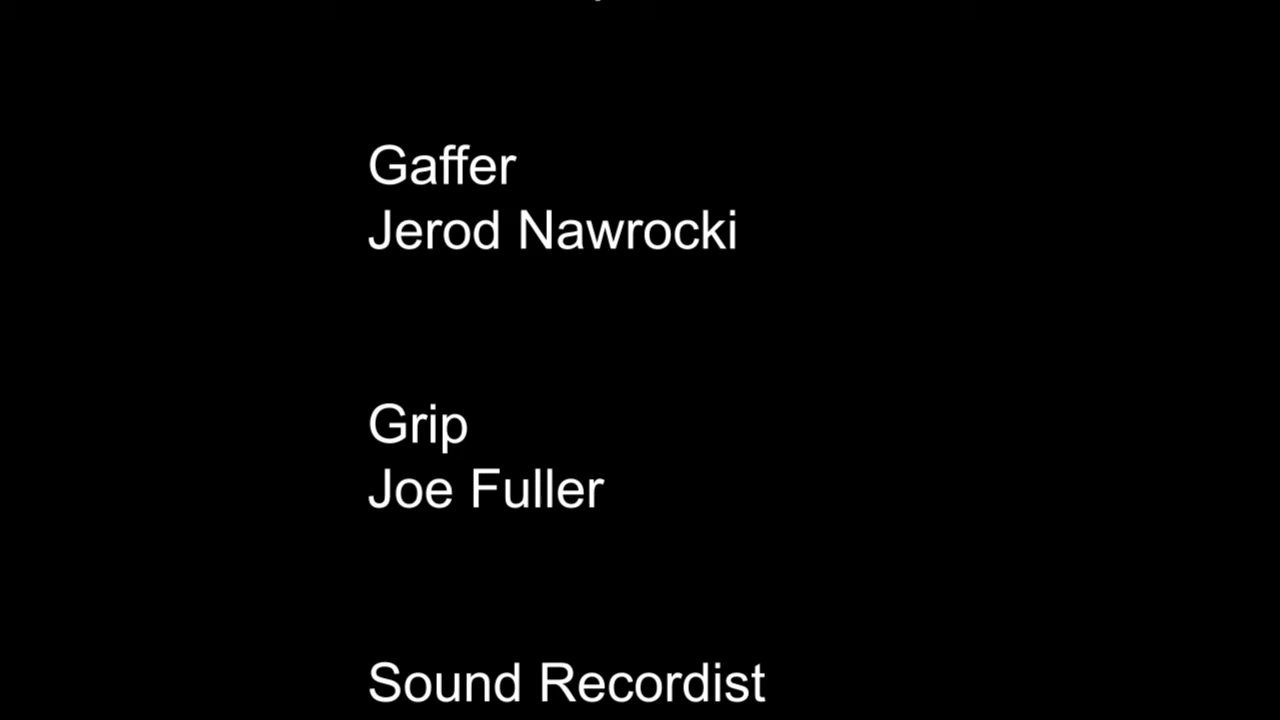 Gaffer
Jerod Nawrocki
Grip
Joe Fuller
Sound Recordist